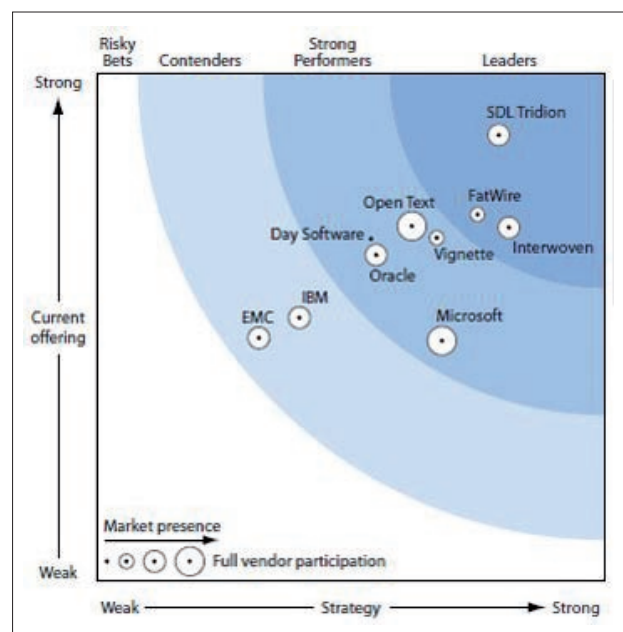 Risky Bets
Contenders
Strong Performers
Leaders
Strong
SDL Tridion
FatWire
Open Text
Day Software
Vignette
Interwoven
Oracle
IBM
EMC
Microsoft
Current offering
Market presence
Full vendor participation
Weak
Weak
Strategy
Strong